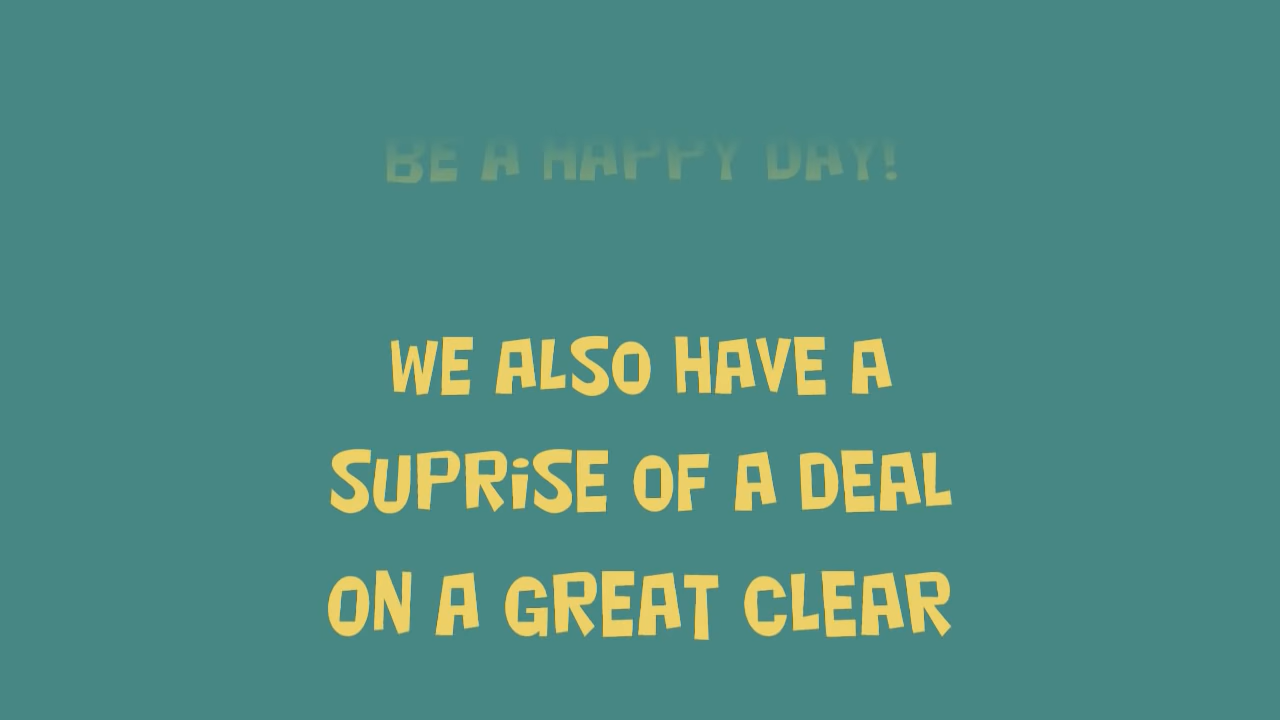 BE A HAPPY DAY!
WE ALSO HAVE A
SUPRiSE OF A DEAL
ON A GREAT CLEAR